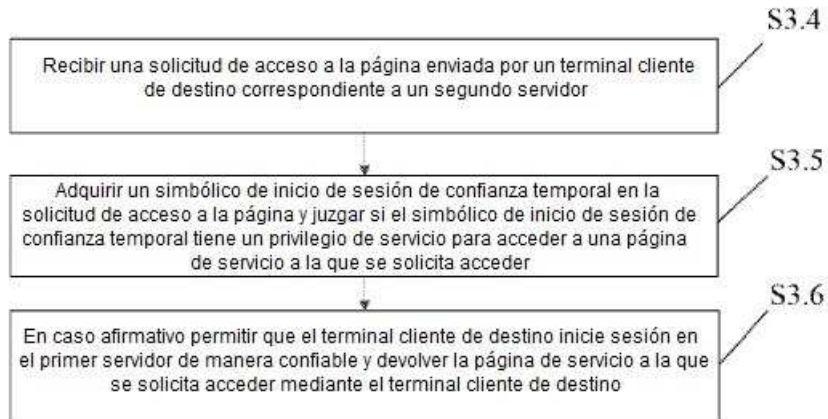 S3.4
Recibir una solicitud de acceso a la página enviada por un terminal cliente
de destino correspondiente a un segundo servidor
S3.5
Adquirir un simbólico de inicio de sesión de confianza temporal en la
solicitud de acceso a la página y juzgar si el simbólico de inicio de sesión de
confianza temporal tiene un privilegio de servicio para acceder a una página
de servicio a la que se solicita acceder
S3.6
En caso afirmativo permitir que el terminal cliente de destino inicie sesión en
el primer servidor de manera confiable y devolver la página de servicio a la que
se solicita acceder mediante el terminal cliente de destino